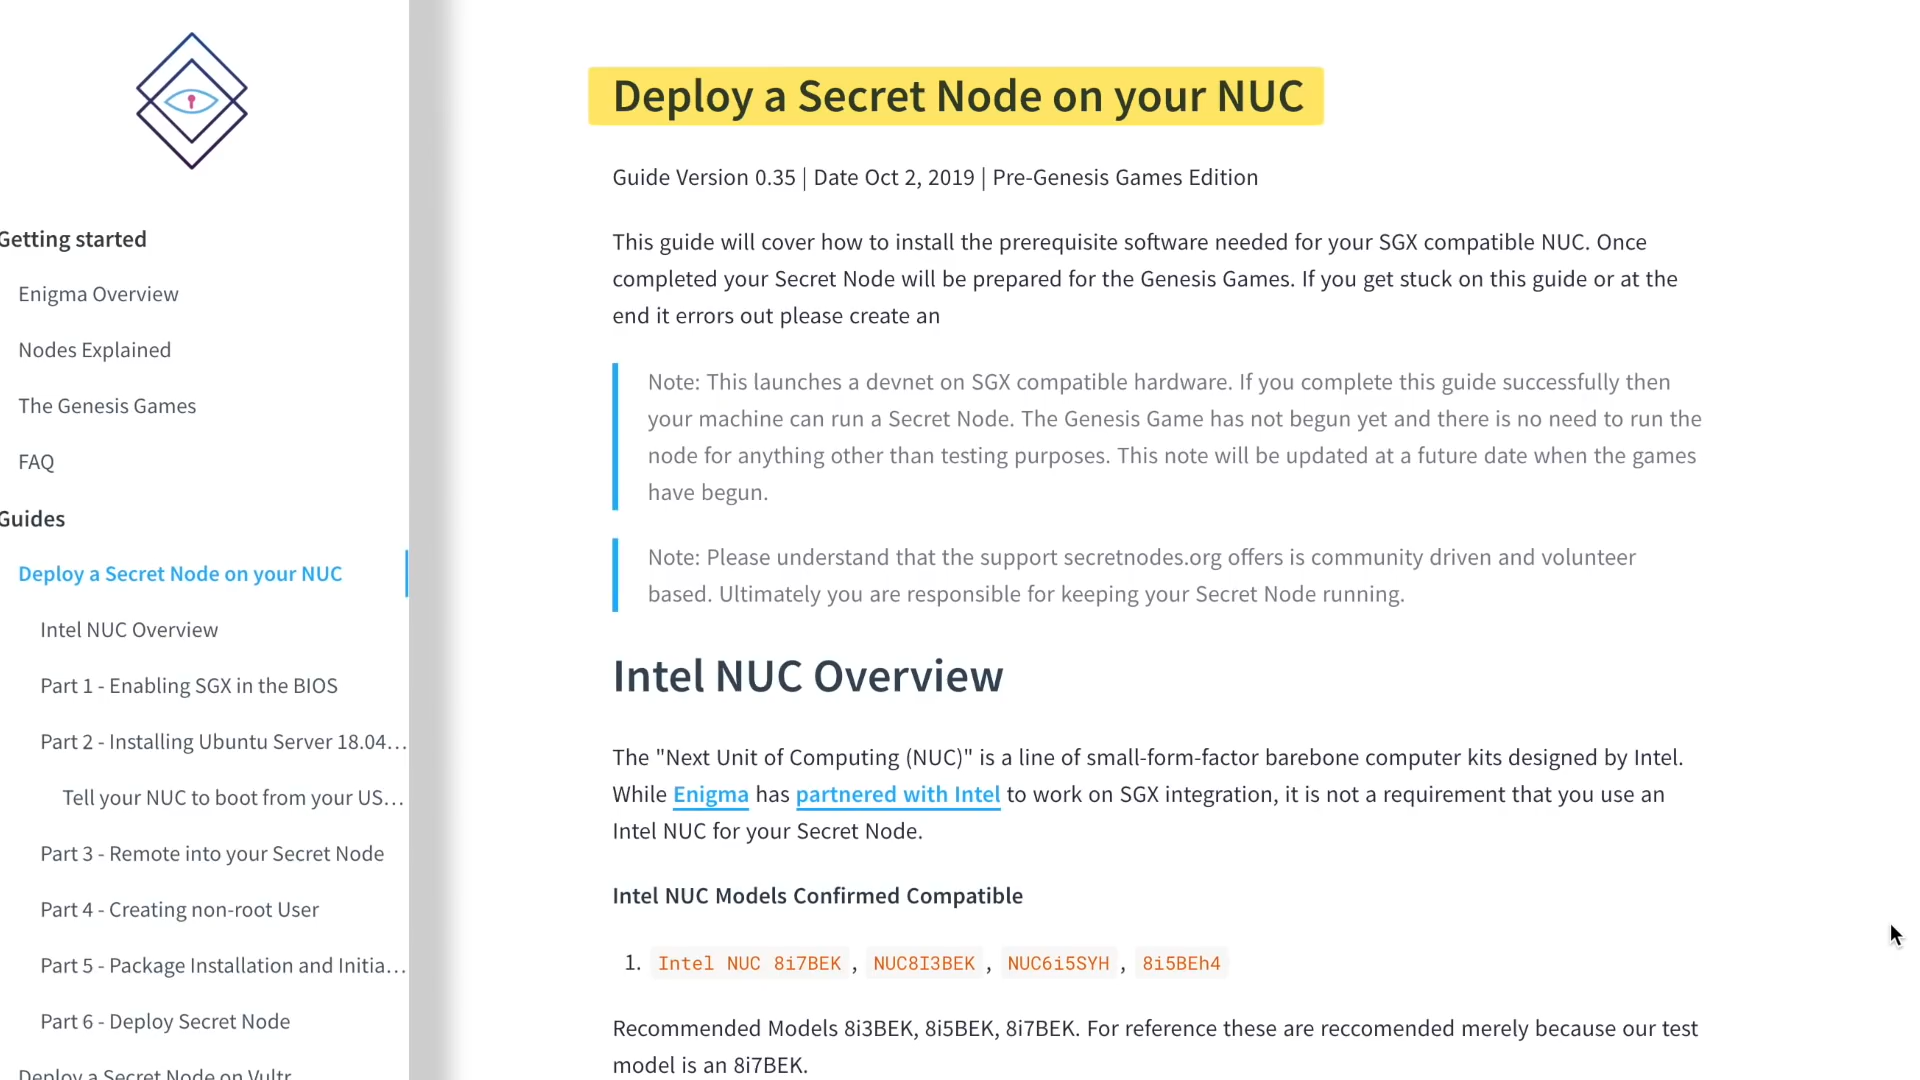 Getting started
Enigma Overview
Nodes Explained
The Genesis Games
FAQ
Guides
Deploy a Secret Node on your NUC
Intel NUC Overview
Part 1 - Enabling SGX in the BIOS
Part 2 - Installing Ubuntu Server 18.04...
Tell your NUC to boot from your US...
Part 3 - Remote into your Secret Node
Part 4 - Creating non-root User
Part 5 - Package Installation and Initia...
Part 6 - Deploy Secret Node
Deploy a Secret Node on Vultr
Deploy a Secret Node on your NUC
Guide Version 0.35 | Date Oct 2, 2019 | Pre-Genesis Games Edition
This guide will cover how to install the prerequisite software needed for your SGX compatible NUC. Once
completed your Secret Node will be prepared for the Genesis Games. If you get stuck on this guide or at the
end it errors out please create an
Note: This launches a devnet on SGX compatible hardware. If you complete this guide successfully then
your machine can run a Secret Node. The Genesis Game has not begun yet and there is no need to run the
node for anything other than testing purposes. This note will be updated at a future date when the games
have begun.
Note: Please understand that the support secretnodes.org offers is community driven and volunteer
based. Ultimately you are responsible for keeping your Secret Node running.
Intel NUC Overview
The "Next Unit of Computing (NUC)" is a line of small-form-factor barebone computer kits designed by Intel.
While Enigma has partnered with Intel to work on SGX integration, it is not a requirement that you use an
Intel NUC for your Secret Node.
Intel NUC Models Confirmed Compatible
1. Intel NUC 8i7BEK , NUC8I3BEK , NUC6i5SYH , 8i5BEh4
Recommended Models 8i3BEK, 8i5BEK, 8i7BEK. For reference these are reccomended merely because our test
model is an 8i7BEK.